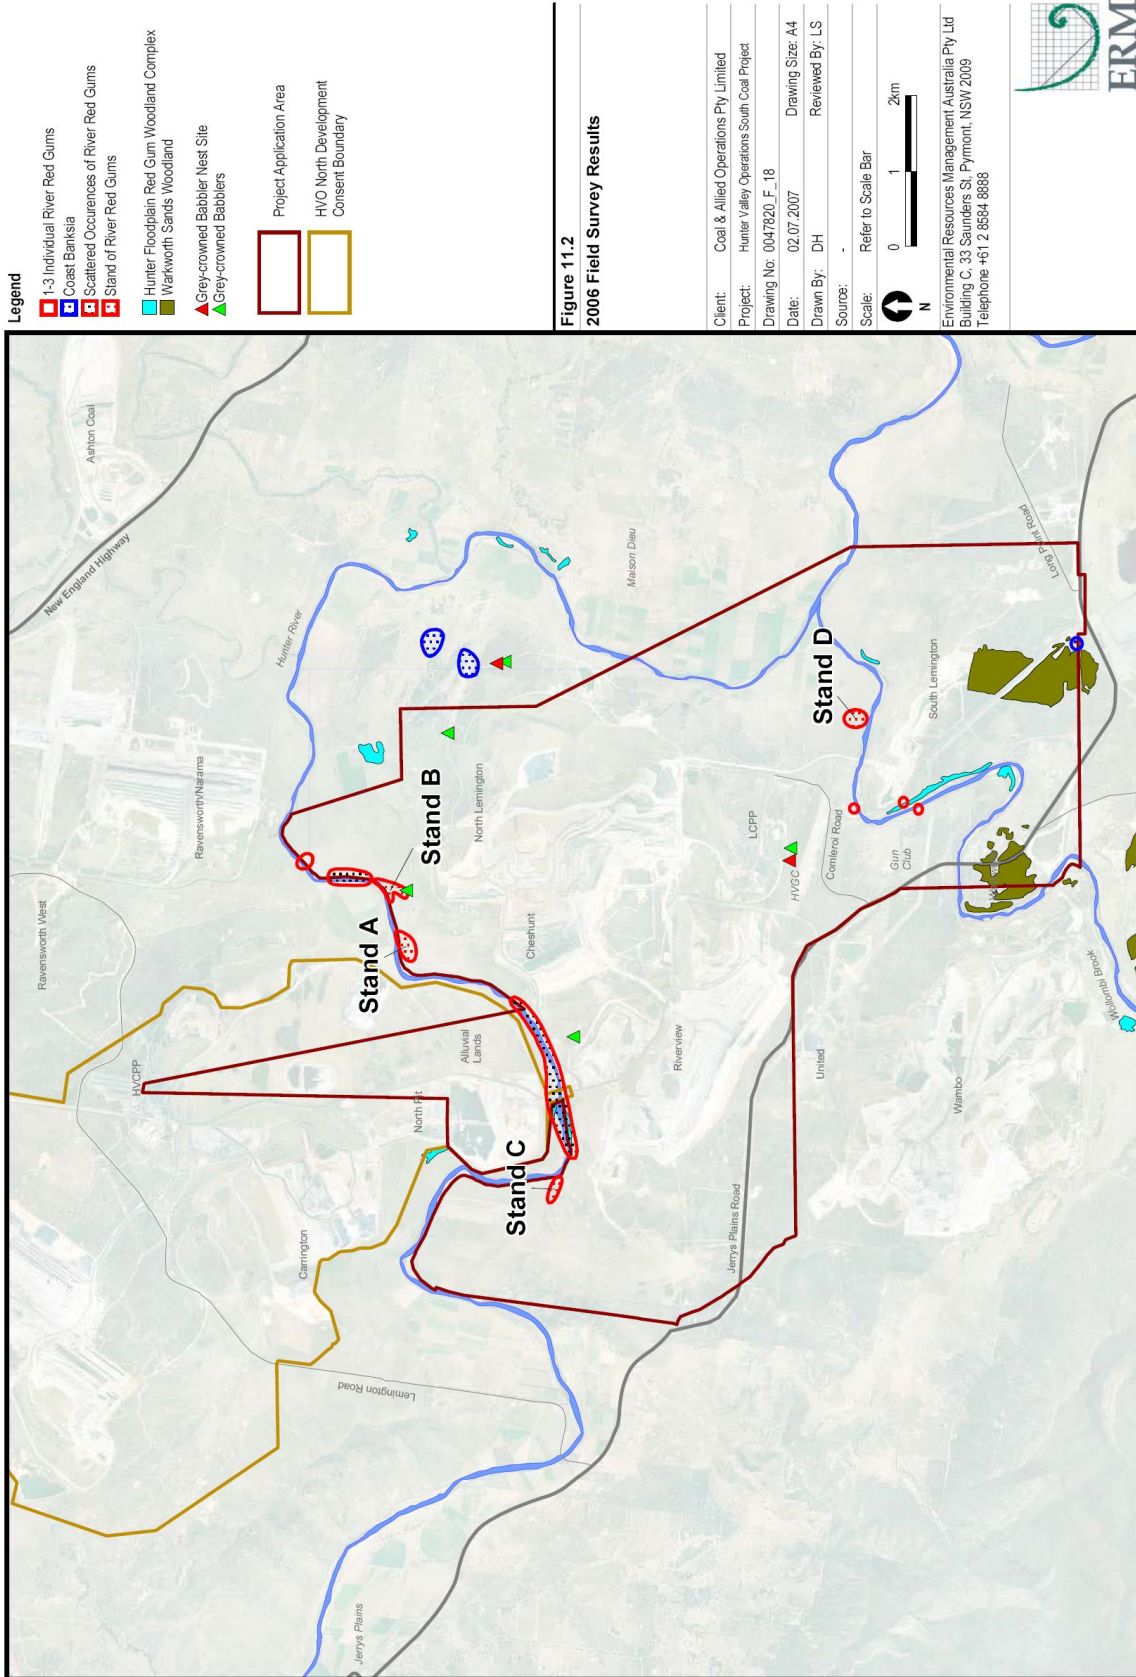 Legend
1-3 Individual River Red Gums
Coast Banksia
Scattered Occurences of River Red Gums
Stand of River Red Gums
Hunter Floodplain Red Gum Woodland Complex
Warkworth Sands Woodland
Grey-crowned Babbler Nest Site
Grey-crowned Babblers
Project Application Area
HVO North Development
Consent Boundary
Figure 11.2
2006 Field Survey Results
Client: Coal & Allied Operations Pty Limited
Project: Hunter Valley Operations South Coal Project
Drawing No: 0047820_F_18
Date: 02.07.2007 Drawing Size: A4
Drawn By: DH Reviewed By: LS
Source: -
Scale: Refer to Scale Bar
0 1 2km
N
Environmental Resources Management Australia Pty Ltd
Building C, 33 Saunders St, Pyrmont, NSW 2009
Telephone +61 2 8584 8888
ERM
Ashton Coal
New England Highway
Hunter River
Ravensworth/Narama
Ravensworth West
HVCPP
North Pit
Alluvial
Lands
Carrington
Lemington Road
Jerrys Plains
Stand A
Stand B
Stand C
Stand D
North Lemington
Cheshunt
Riverview
Maison Dieu
LCPP
HVGC
Comleroi Road
Gun
Club
South Lemington
Long Point Road
United
Wambo
Jerrys Plains Road
Wollombi Brook